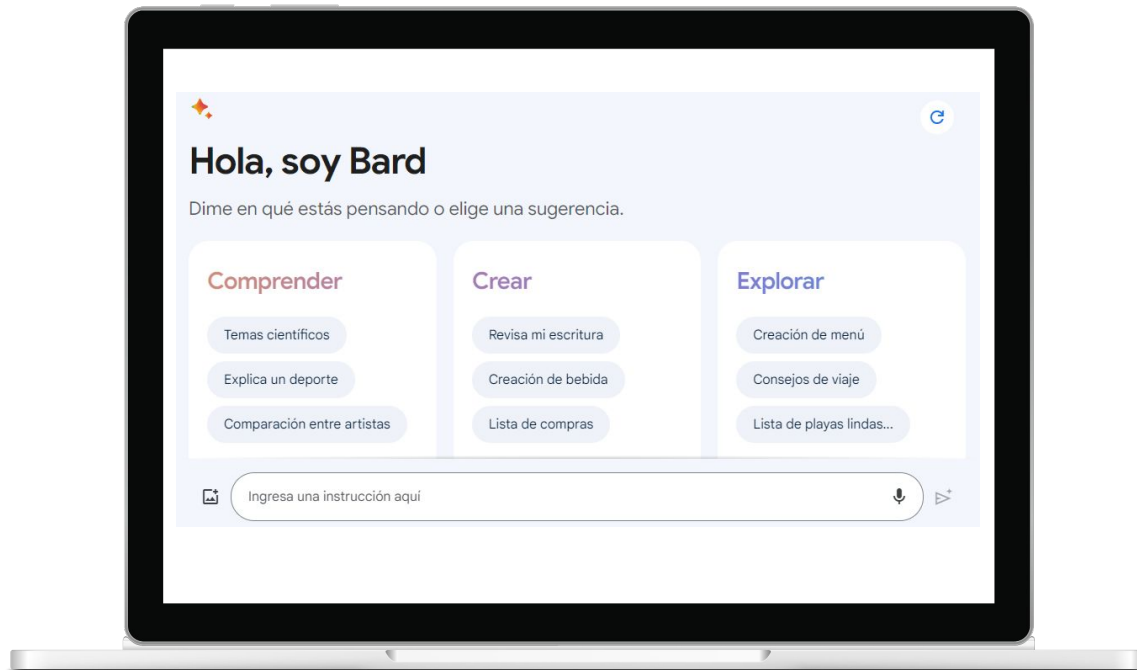 Hola, soy Bard
Dime en qué estás pensando o elige una sugerencia.
Comprender
Temas científicos
Explica un deporte
Comparación entre artistas
Crear
Revisa mi escritura
Creación de bebida
Lista de compras
Explorar
Creación de menú
Consejos de viaje
Lista de playas lindas...
Ingresa una instrucción aquí